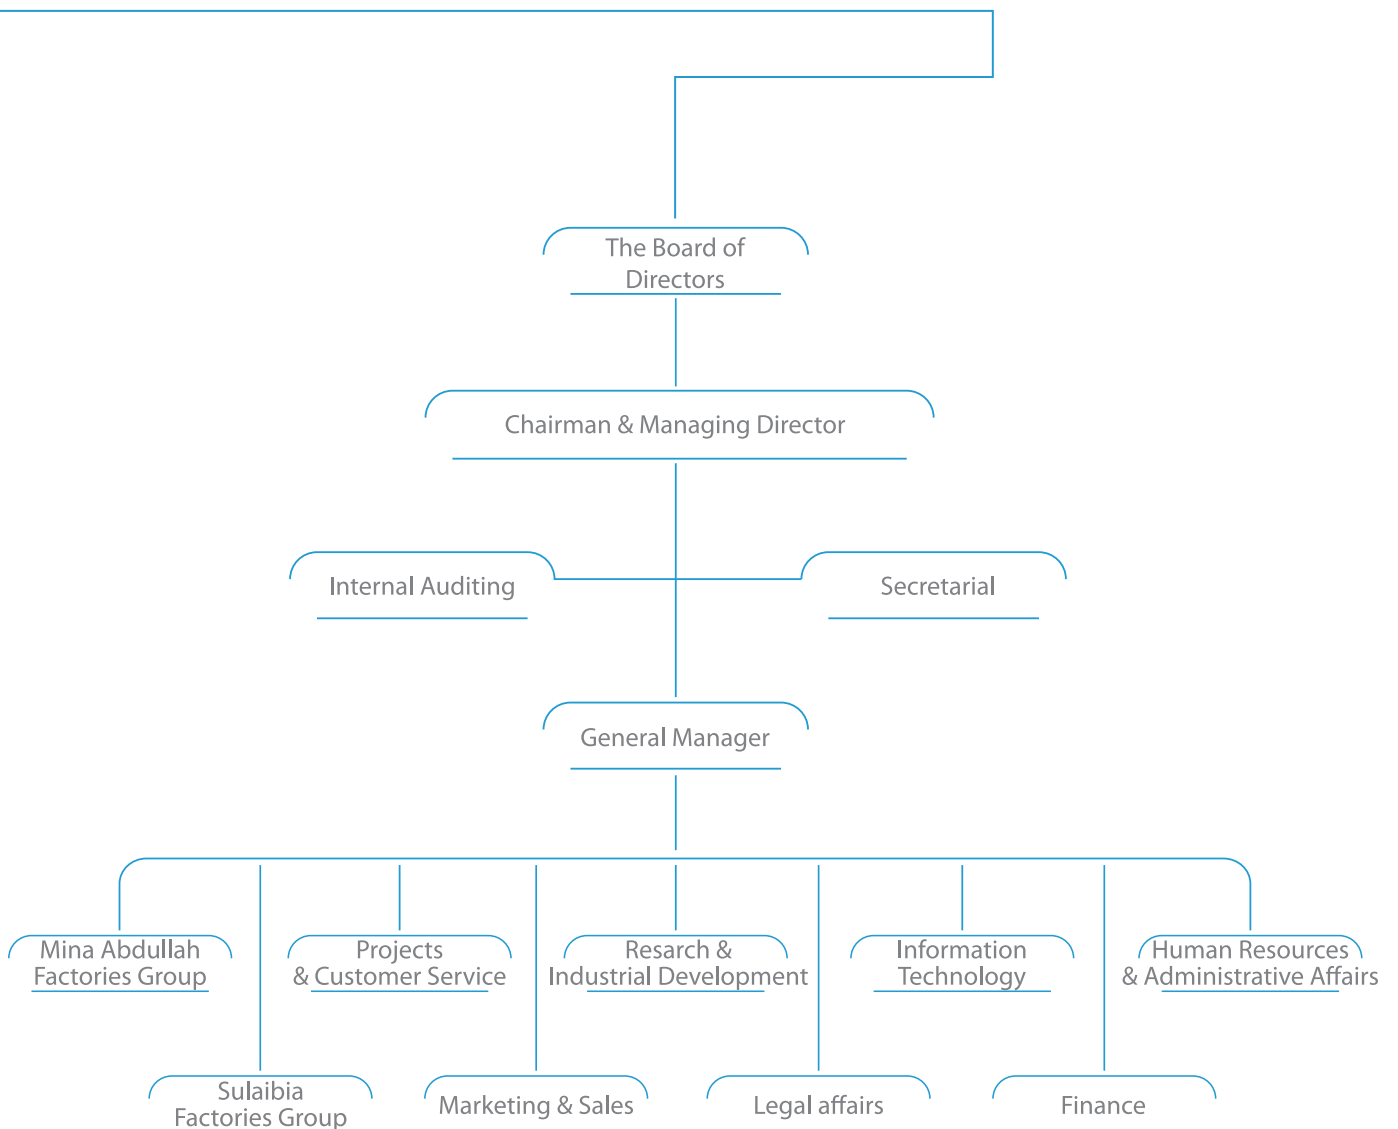 The Board of
Directors
Chairman & Managing Director
Internal Auditing
Secretarial
General Manager
Mina Abdullah
Factories Group
Projects
& Customer Service
Resarch &
Industrial Development
Information
Technology
Human Resources
& Administrative Affairs
Sulaibia
Factories Group
Marketing & Sales
Legal affairs
Finance